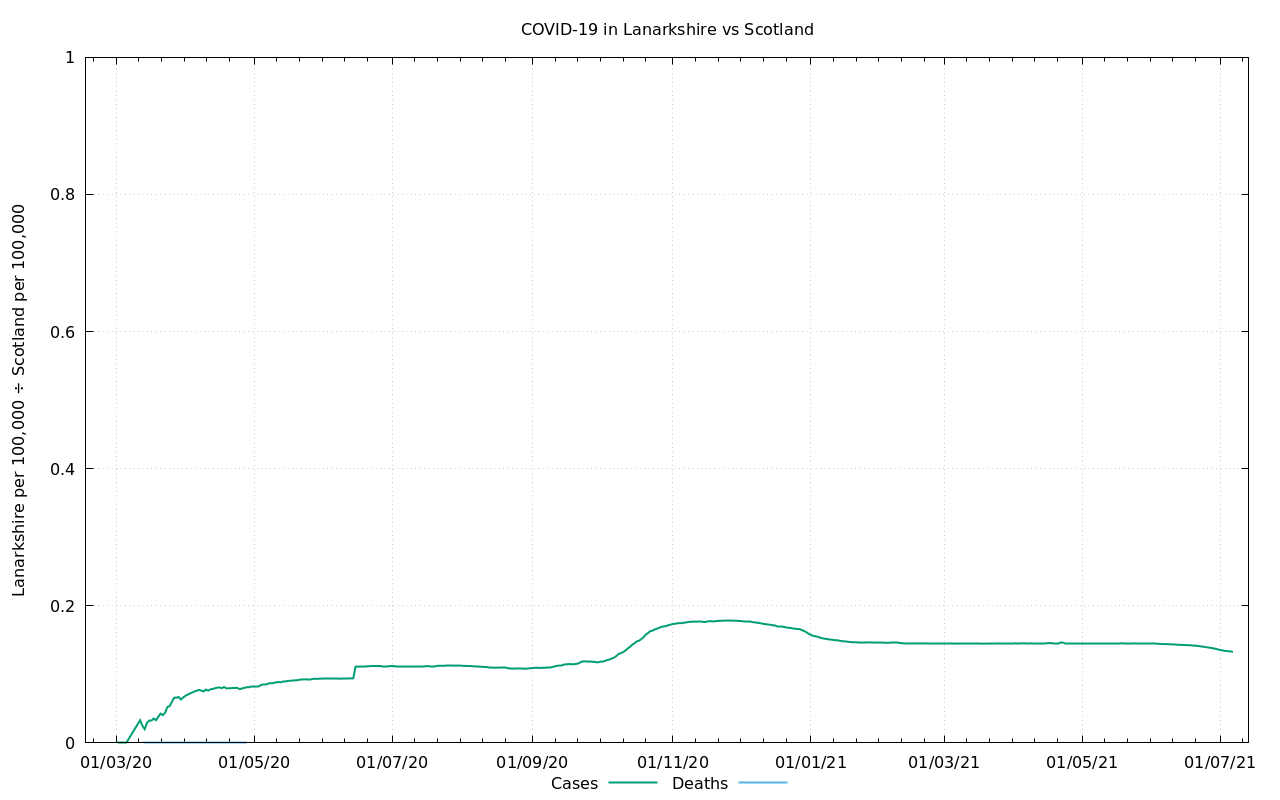 COVID-19 in Lanarkshire vs Scotland
Lanarkshire per 100,000 ÷ Scotland per 100,000
1
0.8
0.6
0.4
0.2
0
01/03/20 01/05/20 01/07/20 01/09/20 01/11/20 01/01/21 01/03/21 01/05/21 01/07/21
Cases Deaths